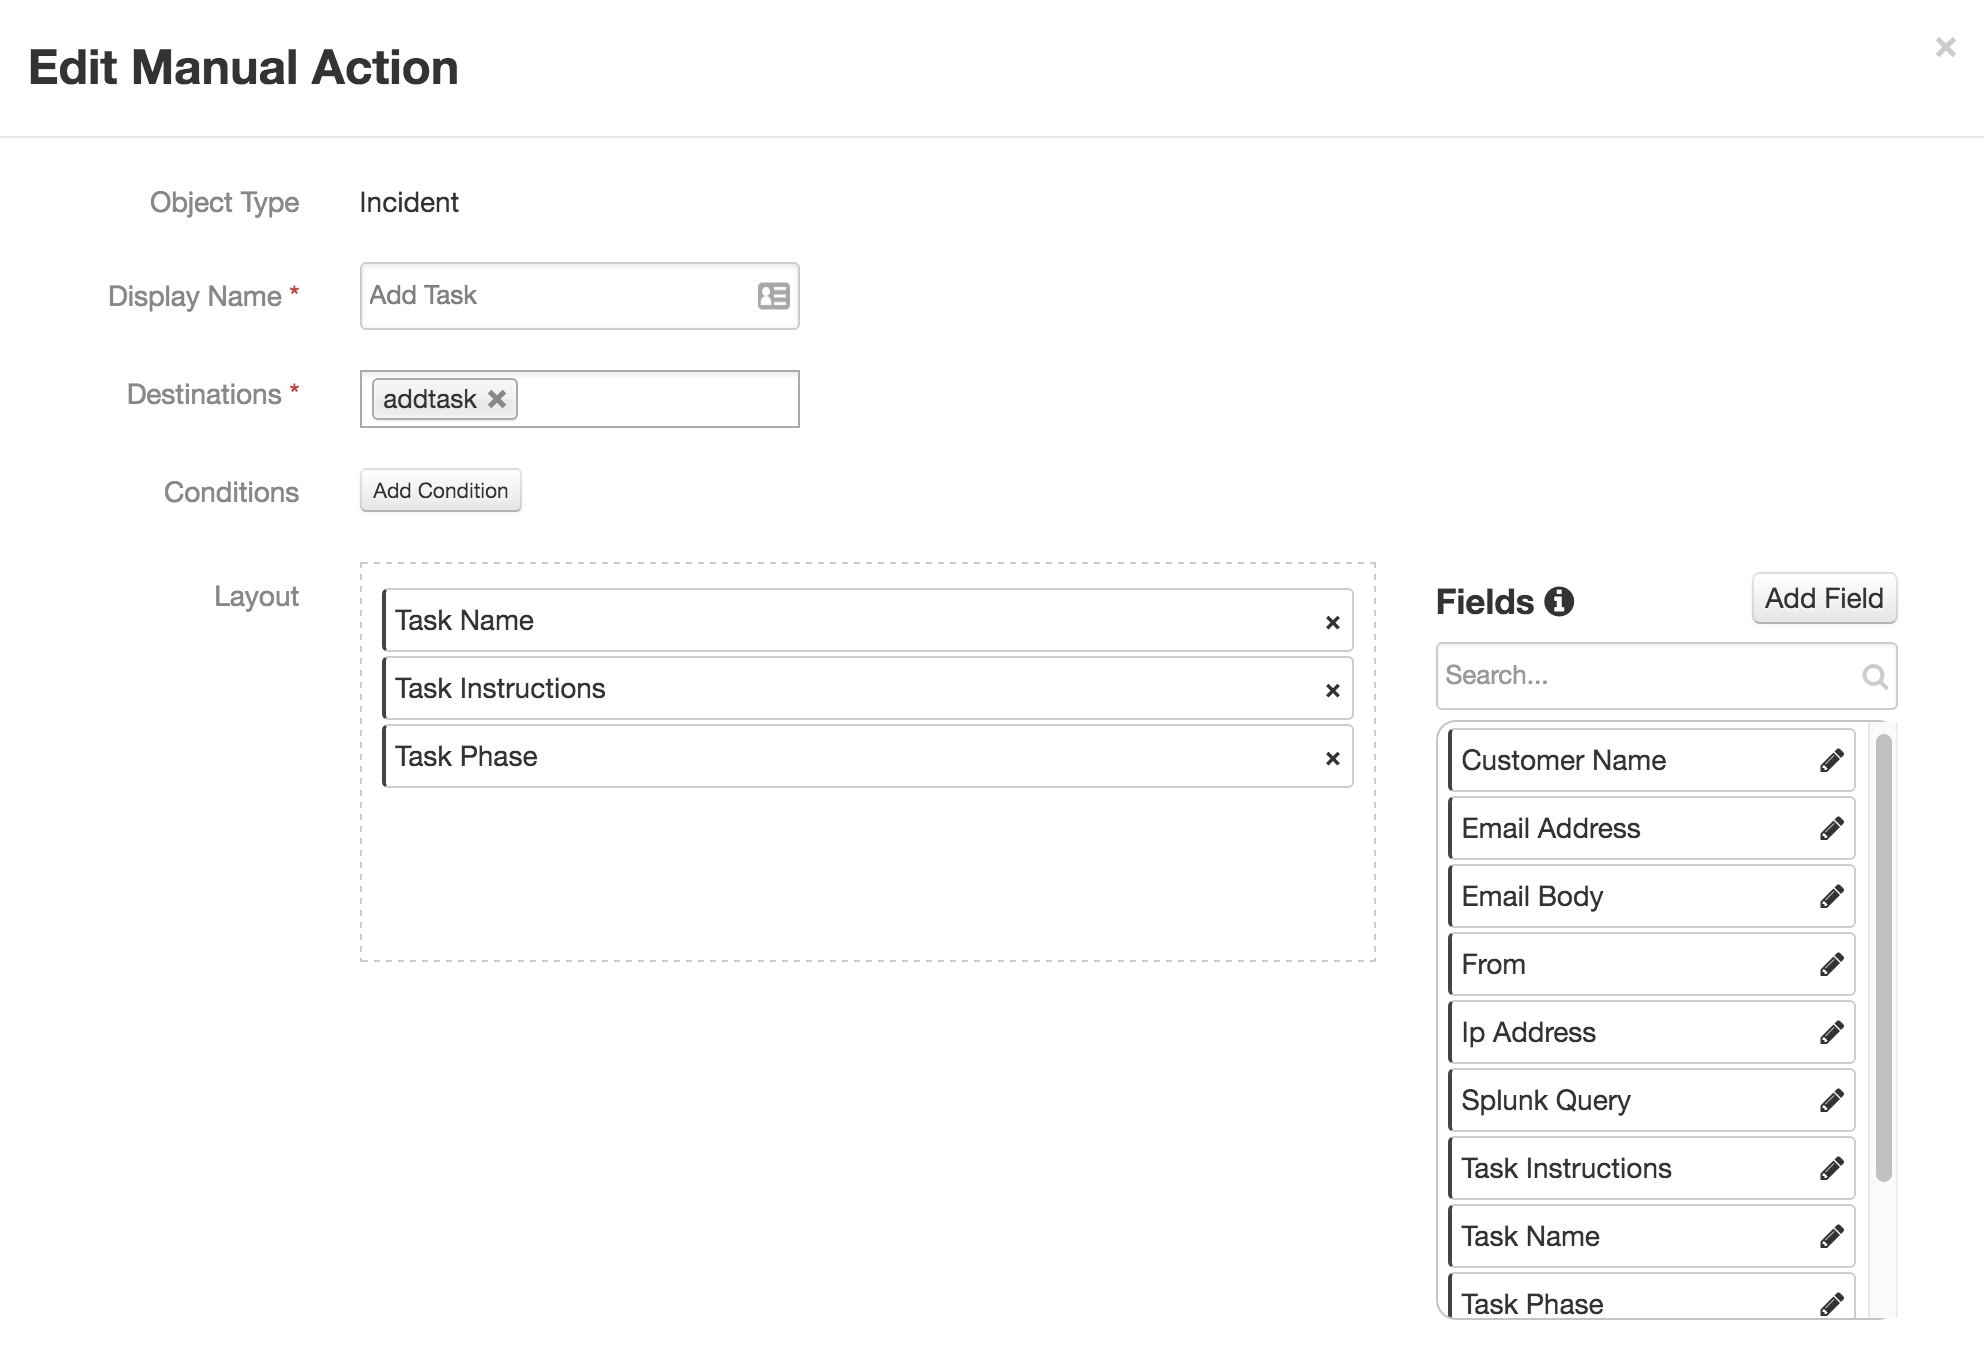 Edit Manual Action
Object Type Incident
Display Name * Add Task
Destinations * addtask
Conditions Add Condition
Layout
Task Name
Task Instructions
Task Phase
Fields Add Field
Search...
Customer Name
Email Address
Email Body
From
Ip Address
Splunk Query
Task Instructions
Task Name
Task Phase